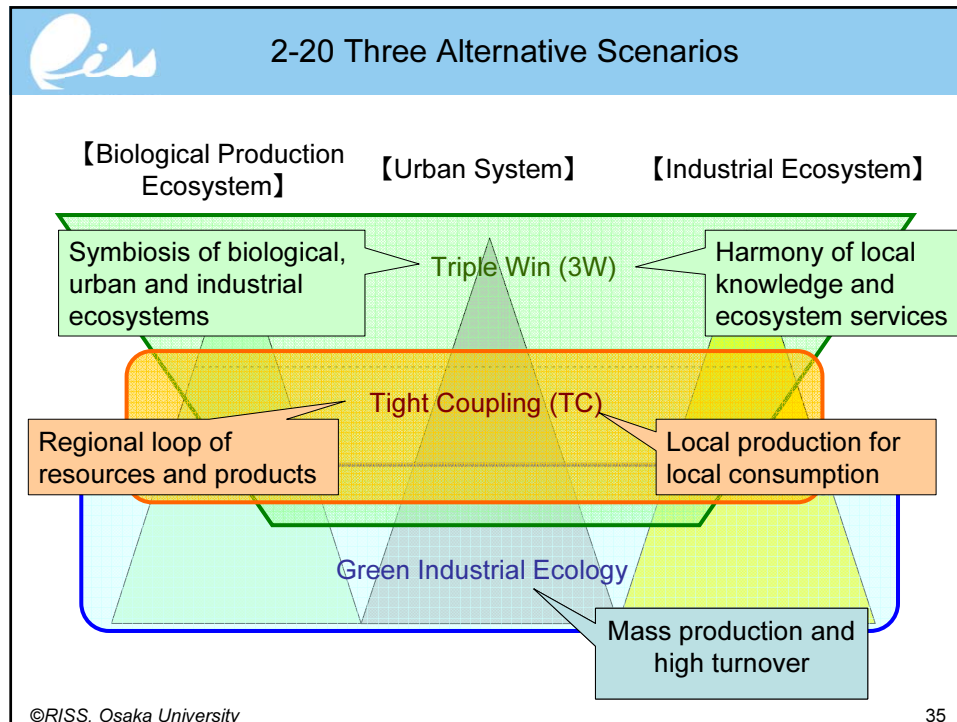 Riss
2-20 Three Alternative Scenarios
【Biological Production
Ecosystem】
【Urban System】
【Industrial Ecosystem】
Symbiosis of biological,
urban and industrial
ecosystems
Triple Win (3W)
Harmony of local
knowledge and
ecosystem services
Tight Coupling (TC)
Regional loop of
resources and products
Local production for
local consumption
Green Industrial Ecology
Mass production and
high turnover
©RISS, Osaka University
35